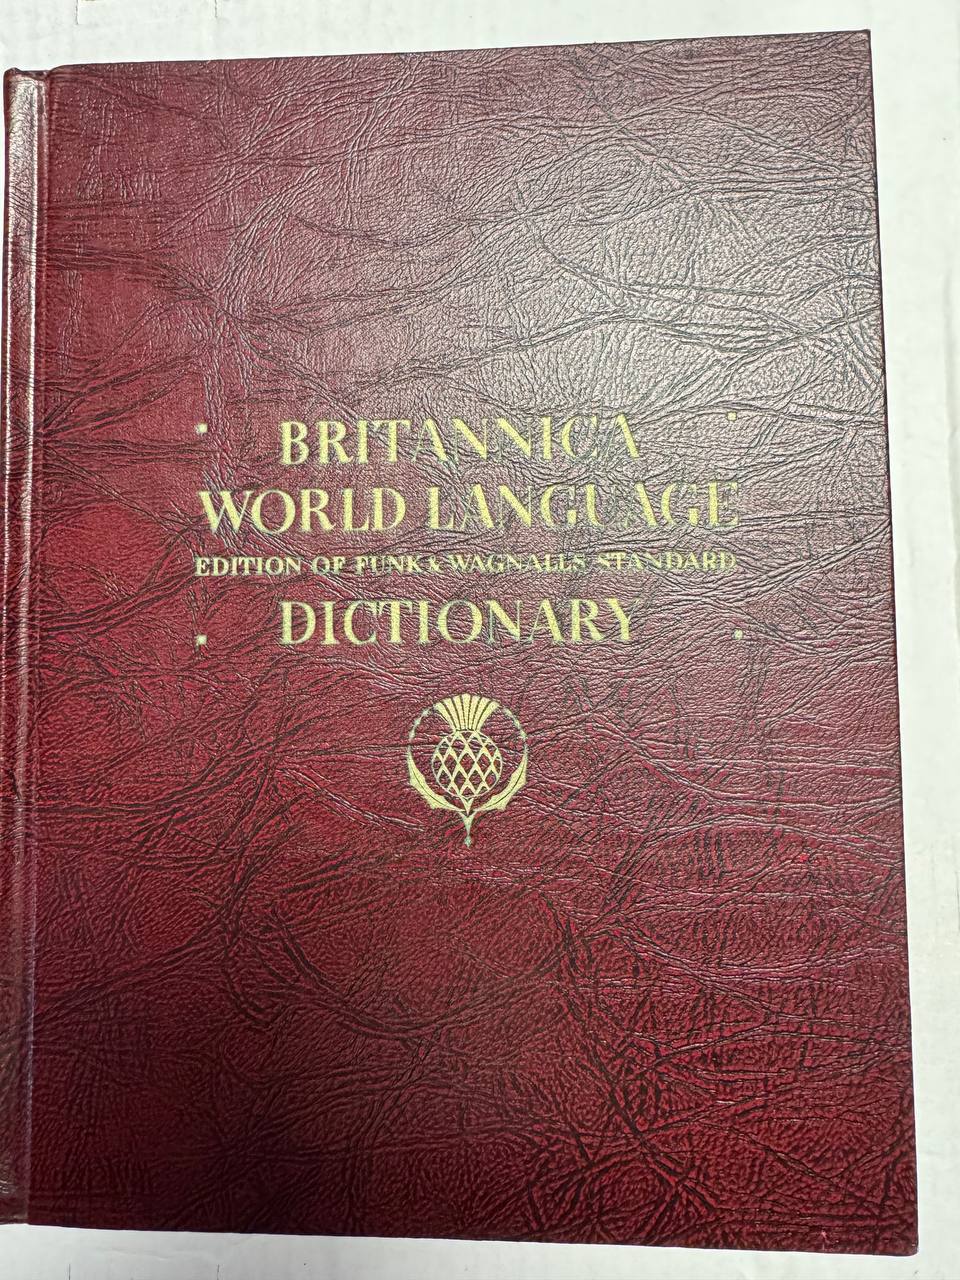 BRITANNICA
WORLD LANGUAGE
EDITION OF FUNK & WAGNALLS STANDARD
DICTIONARY